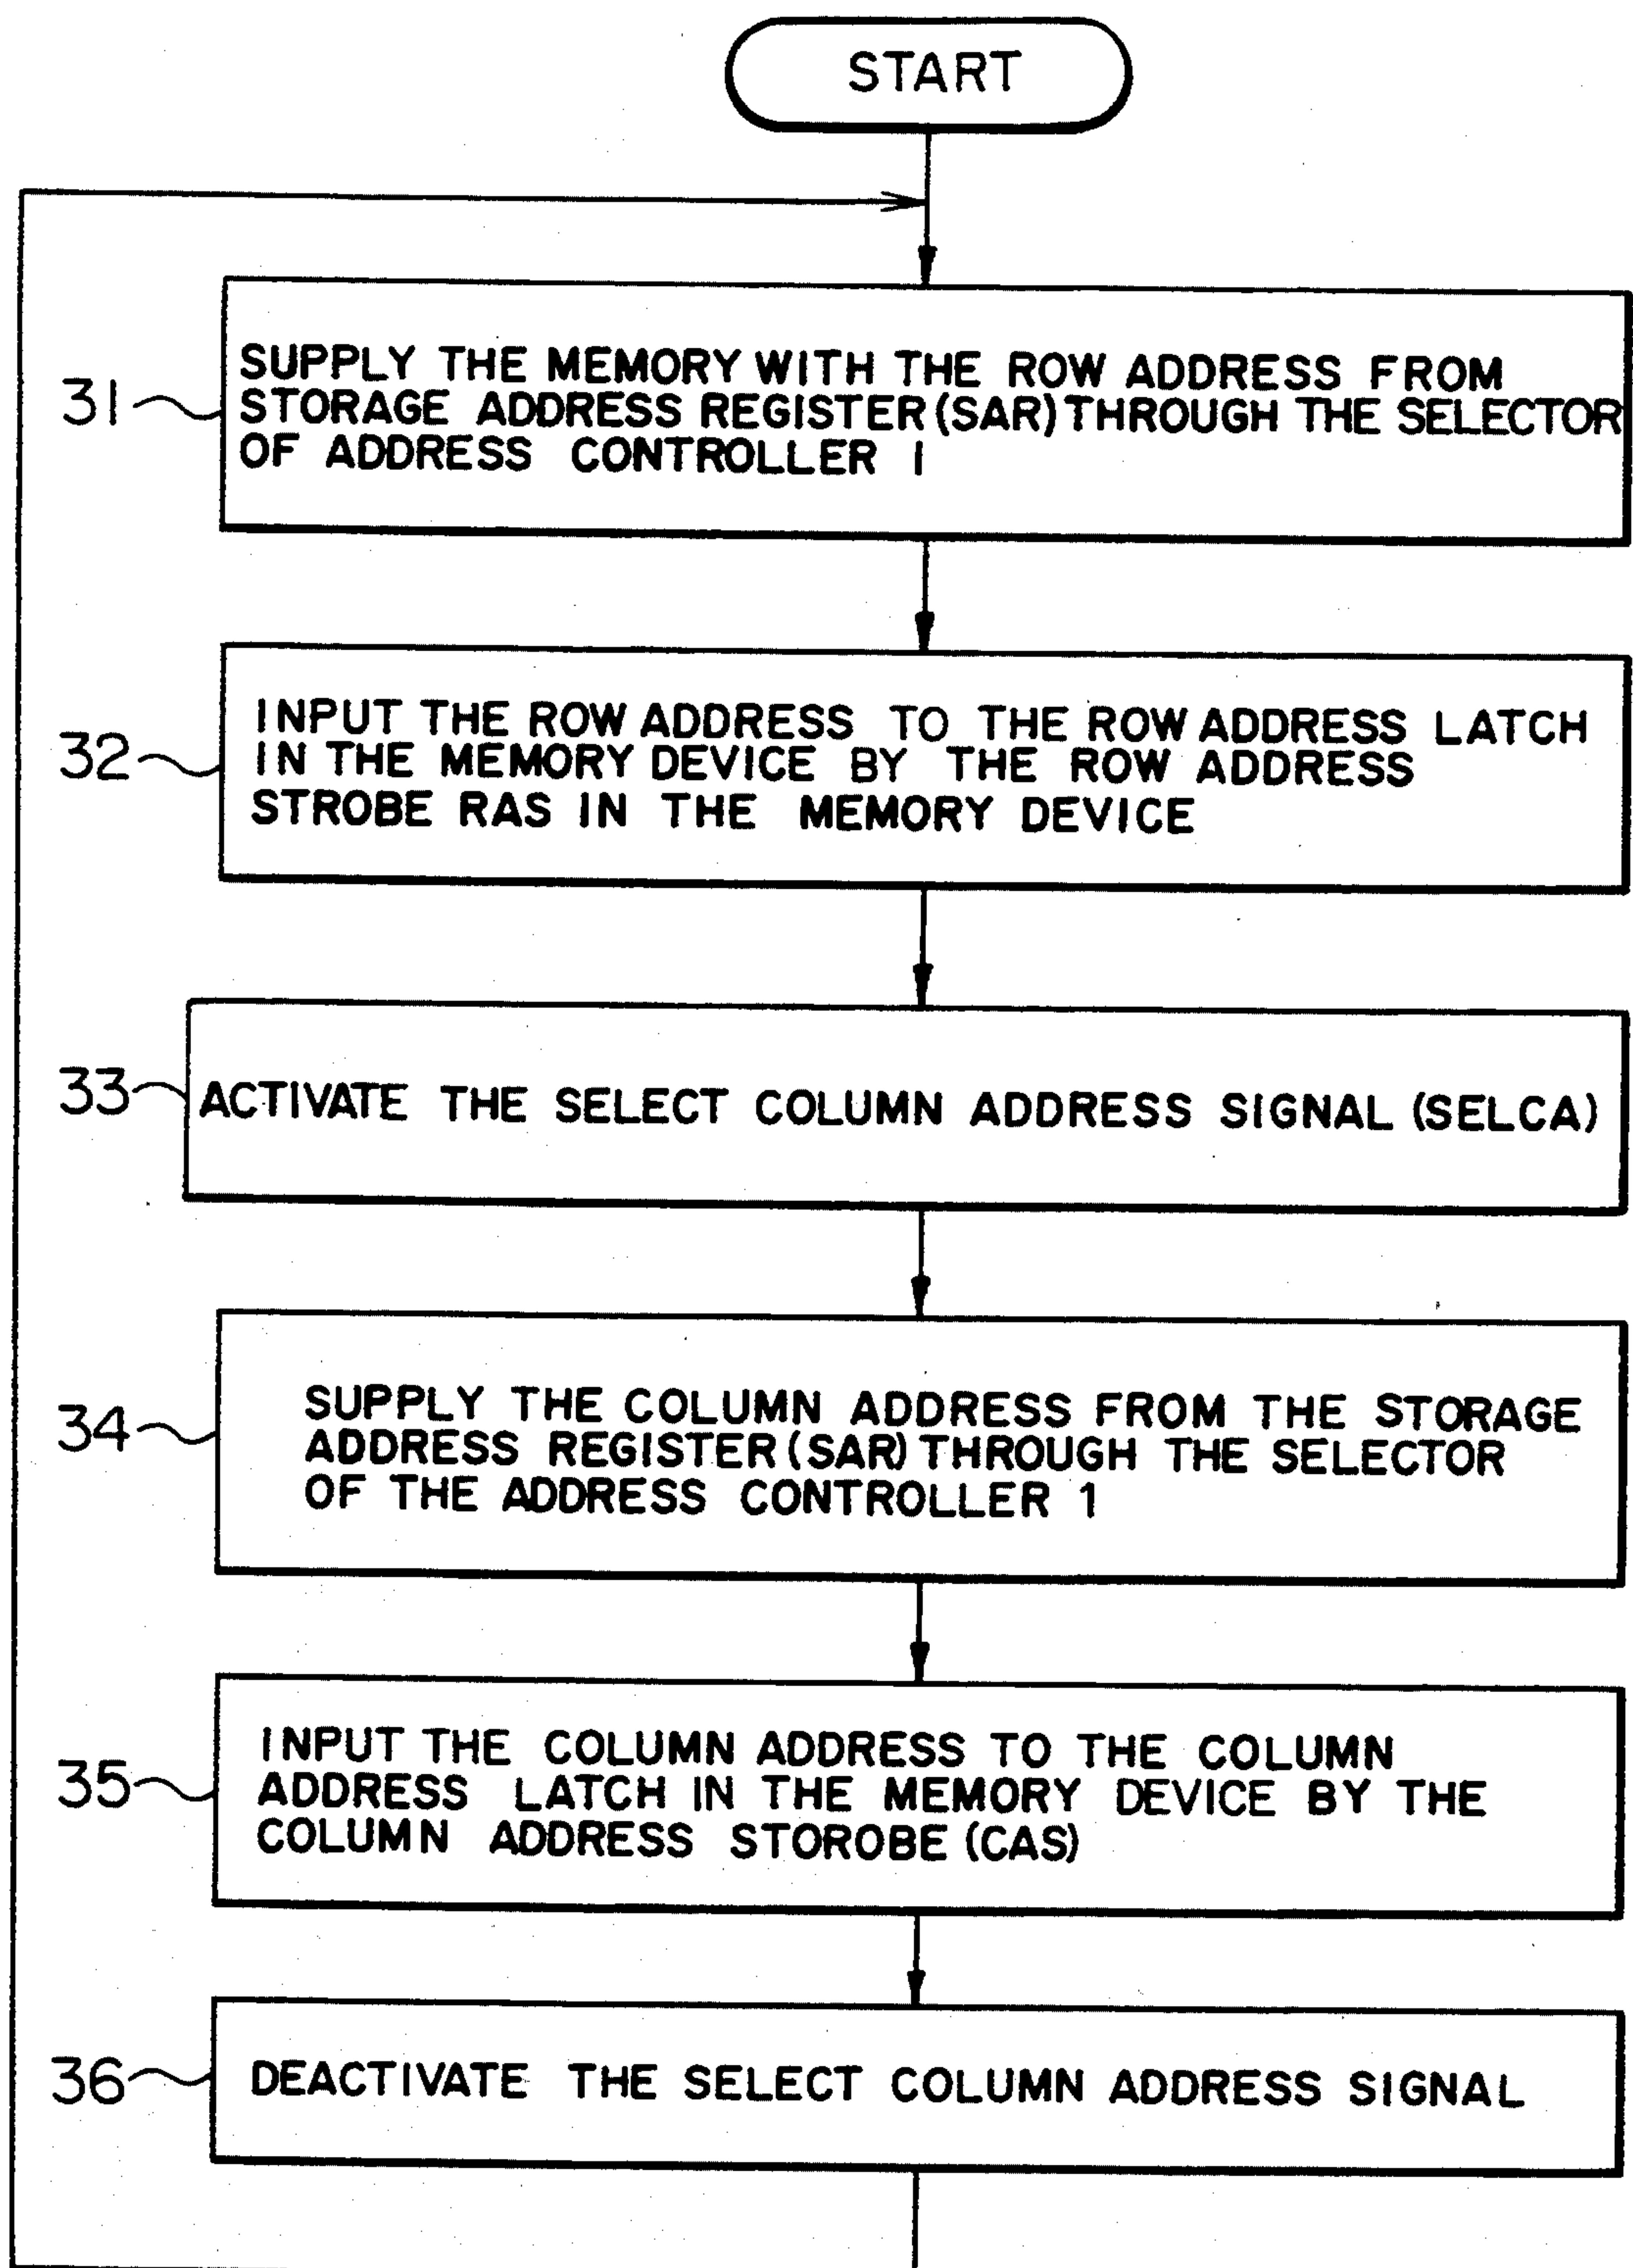 START
31
SUPPLY THE MEMORY WITH THE ROW ADDRESS FROM
STORAGE ADDRESS REGISTER (SAR) THROUGH THE SELECTOR
OF ADDRESS CONTROLLER 1
32
INPUT THE ROW ADDRESS TO THE ROW ADDRESS LATCH
IN THE MEMORY DEVICE BY THE ROW ADDRESS
STROBE RAS IN THE MEMORY DEVICE
33
ACTIVATE THE SELECT COLUMN ADDRESS SIGNAL (SELCA)
34
SUPPLY THE COLUMN ADDRESS FROM THE STORAGE
ADDRESS REGISTER (SAR) THROUGH THE SELECTOR
OF THE ADDRESS CONTROLLER 1
35
INPUT THE COLUMN ADDRESS TO THE COLUMN
ADDRESS LATCH IN THE MEMORY DEVICE BY THE
COLUMN ADDRESS STOROBE (CAS)
36
DEACTIVATE THE SELECT COLUMN ADDRESS SIGNAL